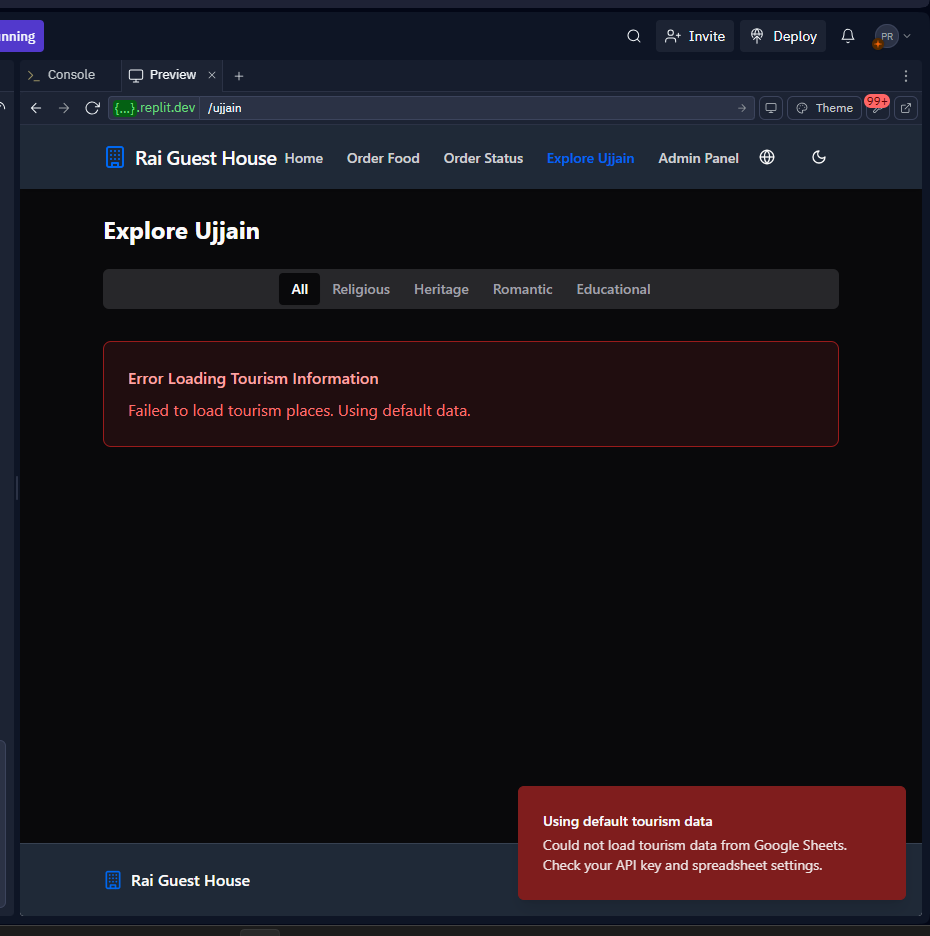 Invite
Deploy
PR
Console
Preview
{...}.replit.dev /ujjain
Theme
99+
Rai Guest House
Home
Order Food
Order Status
Explore Ujjain
Admin Panel
Explore Ujjain
All
Religious
Heritage
Romantic
Educational
Error Loading Tourism Information
Failed to load tourism places. Using default data.
Using default tourism data
Could not load tourism data from Google Sheets.
Check your API key and spreadsheet settings.
Rai Guest House